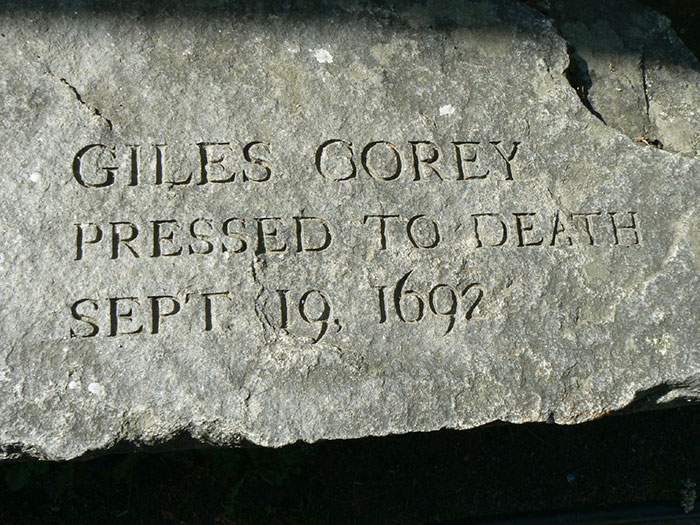 GILES COREY
PRESSED TO DEATH
SEPT 19, 1692